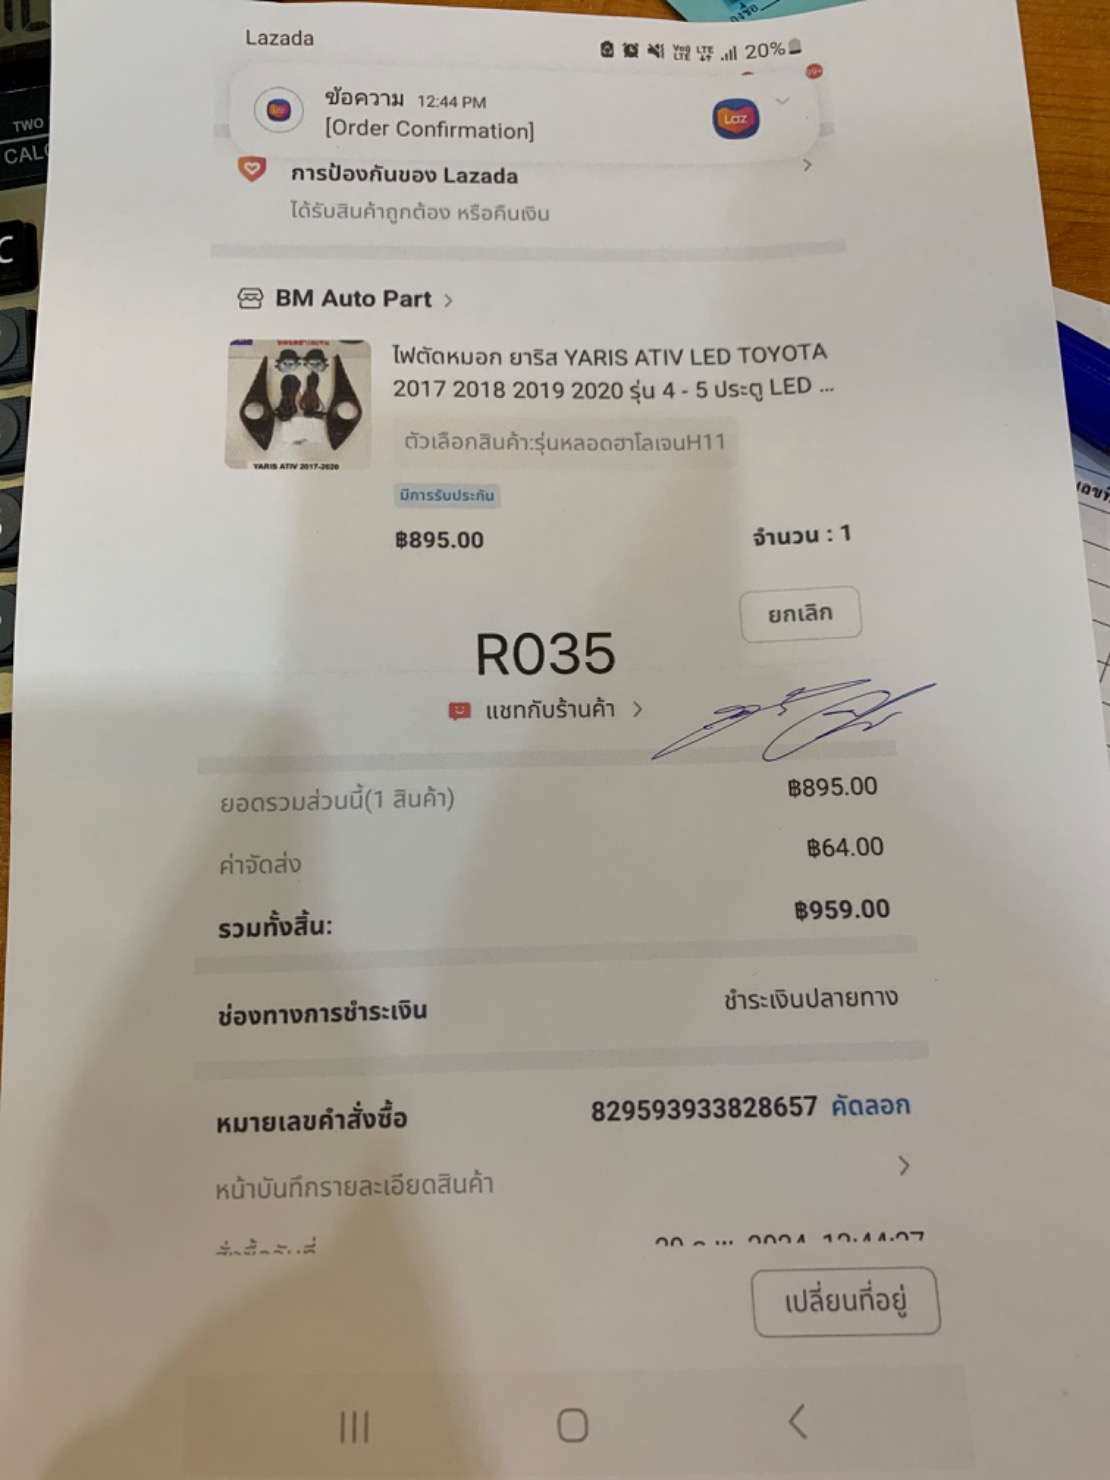 Lazada
20%
ข้อความ 12:44 PM
[Order Confirmation]
Laz
การป้องกันของ Lazada
ได้รับสินค้าถูกต้อง หรือคืนเงิน
BM Auto Part
ไฟตัดหมอก ยาริส YARIS ATIV LED TOYOTA
2017 2018 2019 2020 รุ่น 4 - 5 ประตู LED ...
YARIS ATIV 2017-2020
ตัวเลือกสินค้า:รุ่นหลอดฮาโลเจนH11
มีการรับประกัน
฿895.00
จำนวน : 1
ยกเลิก
R035
แชทกับร้านค้า
ยอดรวมส่วนนี้(1 สินค้า) ฿895.00
ค่าจัดส่ง ฿64.00
รวมทั้งสิ้น: ฿959.00
ช่องทางการชำระเงิน ชำระเงินปลายทาง
หมายเลขคำสั่งซื้อ 829593933828657 คัดลอก
หน้าบันทึกรายละเอียดสินค้า
เปลี่ยนที่อยู่
TWO
CALC
C